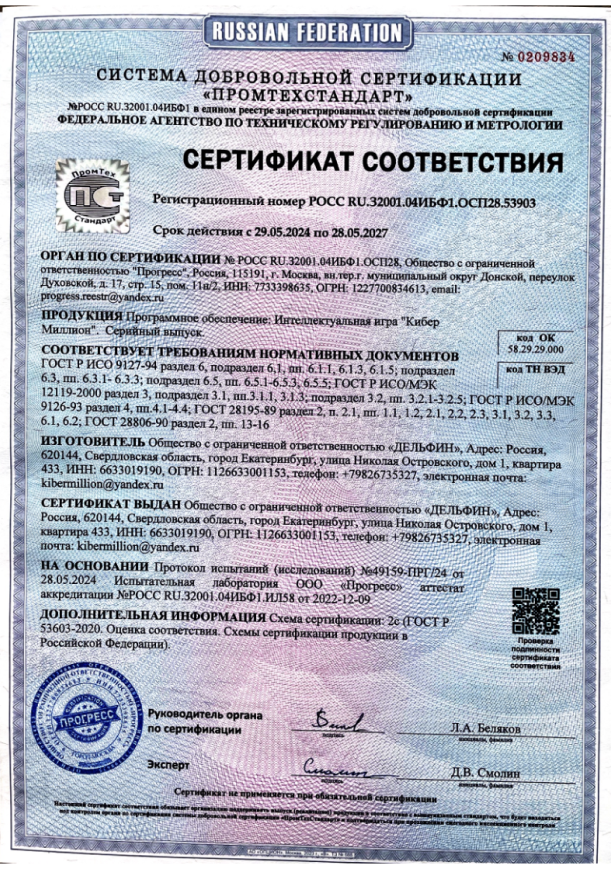 RUSSIAN FEDERATION
№ 0209834
СИСТЕМА ДОБРОВОЛЬНОЙ СЕРТИФИКАЦИИ
«ПРОМТЕХСТАНДАРТ»
№РОСС RU.32001.04ИБФ1 в едином реестре зарегистрированных систем добровольной сертификации
ФЕДЕРАЛЬНОЕ АГЕНТСТВО ПО ТЕХНИЧЕСКОМУ РЕГУЛИРОВАНИЮ И МЕТРОЛОГИИ
СЕРТИФИКАТ СООТВЕТСТВИЯ
ПромТех
ПСТ
Стандарт
Регистрационный номер РОСС RU.32001.04ИБФ1.ОСП28.53903
Срок действия с 29.05.2024 по 28.05.2027
ОРГАН ПО СЕРТИФИКАЦИИ № РОСС RU.32001.04ИБФ1.ОСП28, Общество с ограниченной
ответственностью "Прогресс", Россия, 115191, г. Москва, вн.тер.г. муниципальный округ Донской, переулок
Духовской, д. 17, стр. 15, пом. 11н/2, ИНН: 7733398635, ОГРН: 1227700834613, email:
progress.reestr@yandex.ru
ПРОДУКЦИЯ Программное обеспечение: Интеллектуальная игра "Кибер
Миллион". Серийный выпуск.
код ОК
58.29.29.000
код ТН ВЭД
СООТВЕТСТВУЕТ ТРЕБОВАНИЯМ НОРМАТИВНЫХ ДОКУМЕНТОВ
ГОСТ Р ИСО 9127-94 раздел 6, подраздел 6,1, пп. 6.1.1, 6.1.3, 6.1.5; подраздел
6.3, пп. 6.3.1- 6.3.3; подраздел 6.5, пп. 6.5.1-6.5.3, 6.5.5; ГОСТ Р ИСО/МЭК
12119-2000 раздел 3, подраздел 3.1, пп.3.1.1, 3.1.3; подраздел 3.2, пп. 3.2.1-3.2.5; ГОСТ Р ИСО/МЭК
9126-93 раздел 4, пп.4.1-4.4; ГОСТ 28195-89 раздел 2, п. 2.1, пп. 1.1, 1.2, 2.1, 2.2, 2.3, 3.1, 3.2, 3.3,
6.1, 6.2; ГОСТ 28806-90 раздел 2, пп. 13-16
ИЗГОТОВИТЕЛЬ Общество с ограниченной ответственностью «ДЕЛЬФИН», Адрес: Россия,
620144, Свердловская область, город Екатеринбург, улица Николая Островского, дом 1, квартира
433, ИНН: 6633019190, ОГРН: 1126633001153, телефон: +79826735327, электронная почта:
kibermillion@yandex.ru
СЕРТИФИКАТ ВЫДАН Общество с ограниченной ответственностью «ДЕЛЬФИН», Адрес:
Россия, 620144, Свердловская область, город Екатеринбург, улица Николая Островского, дом 1,
квартира 433, ИНН: 6633019190, ОГРН: 1126633001153, телефон: +79826735327, электронная
почта: kibermillion@yandex.ru
НА ОСНОВАНИИ Протокол испытаний (исследований) №49159-ПРГ/24 от
28.05.2024 Испытательная лаборатория ООО «Прогресс» аттестат
аккредитации №РОСС RU.32001.04ИБФ1.ИЛ58 от 2022-12-09
ДОПОЛНИТЕЛЬНАЯ ИНФОРМАЦИЯ Схема сертификации: 2с (ГОСТ Р
53603-2020. Оценка соответствия. Схемы сертификации продукции в
Российской Федерации).
Проверка
подлинности
сертификата
соответствия
ПРОГРЕСС
Руководитель органа
по сертификации
подпись
Л.А. Беляков
инициалы, фамилия
Эксперт
подпись
Д.В. Смолин
инициалы, фамилия
Сертификат не применяется при обязательной сертификации